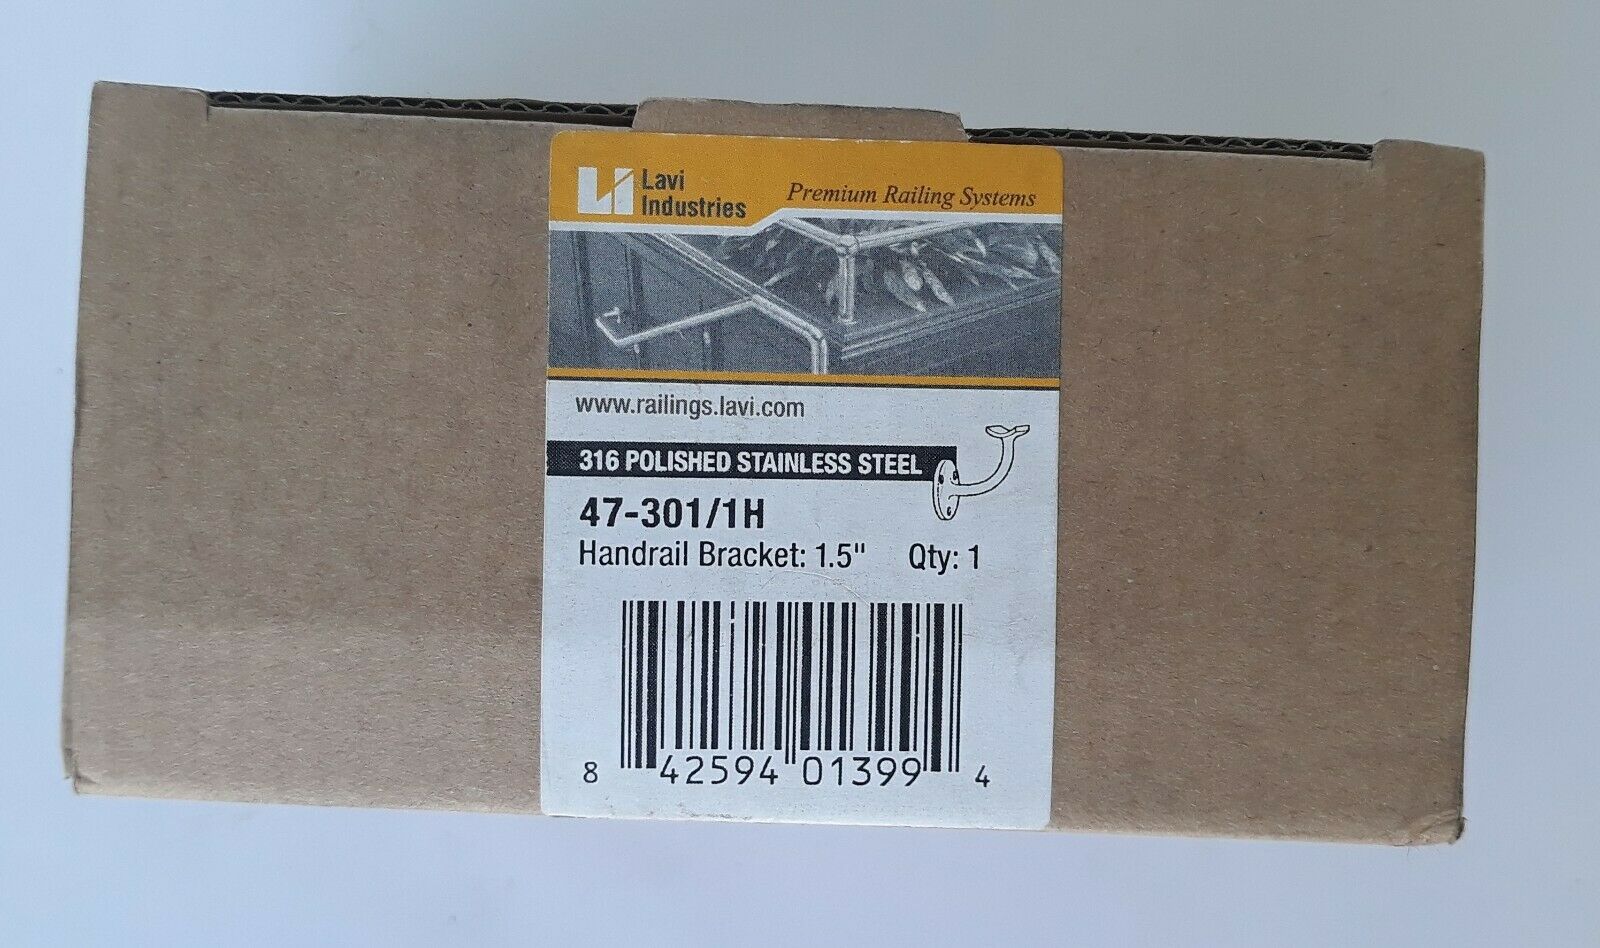 Lavi
Industries
Premium Railing Systems
www.railings.lavi.com
316 POLISHED STAINLESS STEEL
47-301/1H
Handrail Bracket: 1.5" Qty: 1
8 42594 01399 4